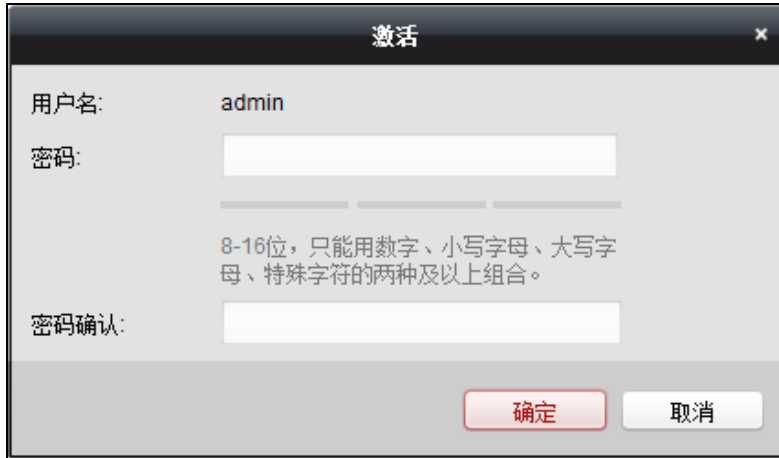 激活
用户名: admin
密码:
8-16位，只能用数字、小写字母、大写字
母、特殊字符的两种及以上组合。
密码确认:
确定 取消